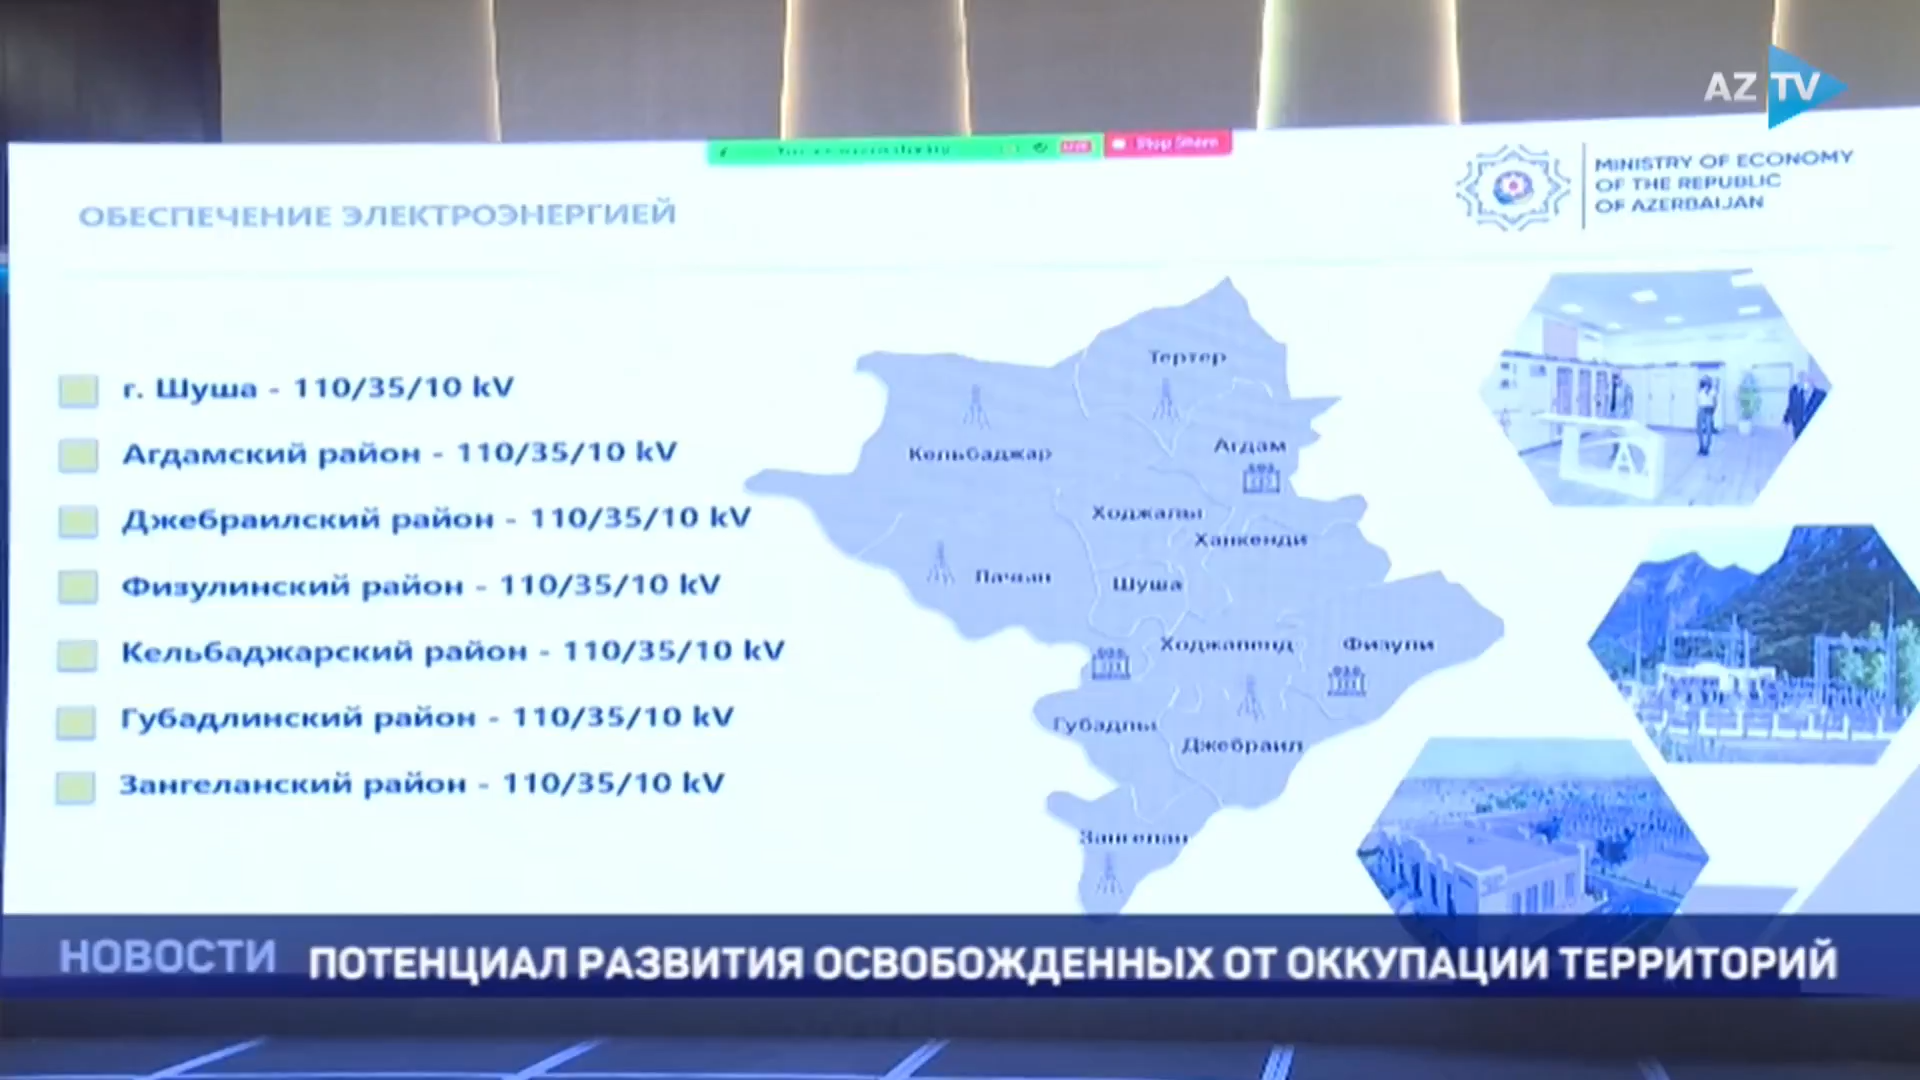 AZTV
Stop Share
MINISTRY OF ECONOMY
OF THE REPUBLIC
OF AZERBAIJAN
ОБЕСПЕЧЕНИЕ ЭЛЕКТРОЭНЕРГИЕЙ
г. Шуша - 110/35/10 kV
Агдамский район - 110/35/10 kV
Джебраилский район - 110/35/10 kV
Физулинский район - 110/35/10 kV
Кельбаджарский район - 110/35/10 kV
Губадлинский район - 110/35/10 kV
Зангеланский район - 110/35/10 kV
Тертер
Агдам
Кельбаджар
Ходжалы
Ханкенди
Лачын
Шуша
Ходжавенд
Физули
Губадлы
Джебраил
Зангелан
НОВОСТИ
ПОТЕНЦИАЛ РАЗВИТИЯ ОСВОБОЖДЕННЫХ ОТ ОККУПАЦИИ ТЕРРИТОРИЙ